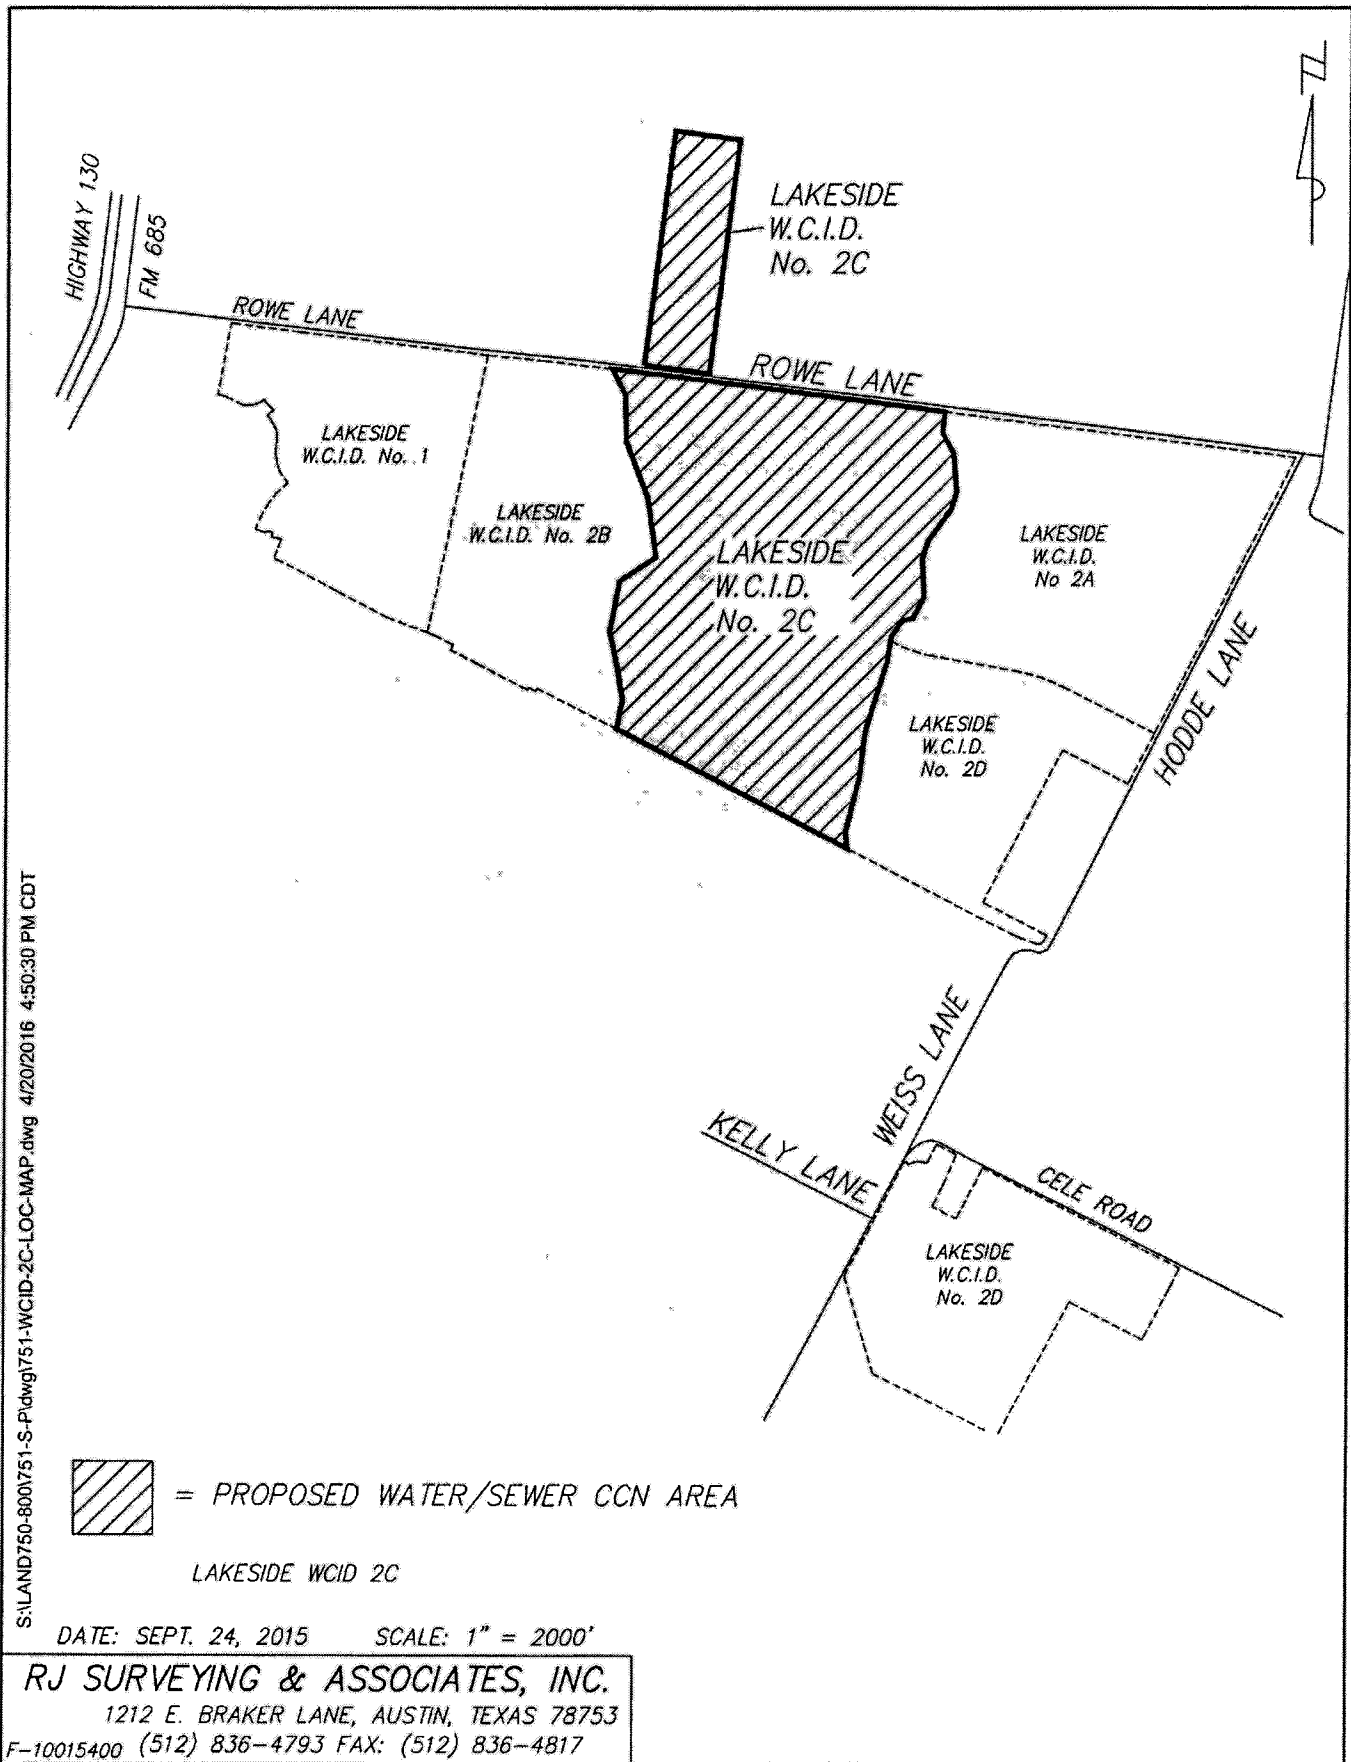 HIGHWAY 130
FM 685
ROWE LANE
LAKESIDE
W.C.I.D.
No. 2C
ROWE LANE
LAKESIDE
W.C.I.D. No. 1
LAKESIDE
W.C.I.D. No. 2B
LAKESIDE
W.C.I.D.
No. 2C
LAKESIDE
W.C.I.D.
No 2A
LAKESIDE
W.C.I.D.
No. 2D
HODDE LANE
WEISS LANE
KELLY LANE
CELE ROAD
LAKESIDE
W.C.I.D.
No. 2D
S:\LAND750-800\751-S-P\dwg\751-WCID-2C-LOC-MAP.dwg 4/20/2016 4:50:30 PM CDT
= PROPOSED WATER/SEWER CCN AREA
LAKESIDE WCID 2C
DATE: SEPT. 24, 2015 SCALE: 1" = 2000'
RJ SURVEYING & ASSOCIATES, INC.
1212 E. BRAKER LANE, AUSTIN, TEXAS 78753
F-10015400 (512) 836-4793 FAX: (512) 836-4817